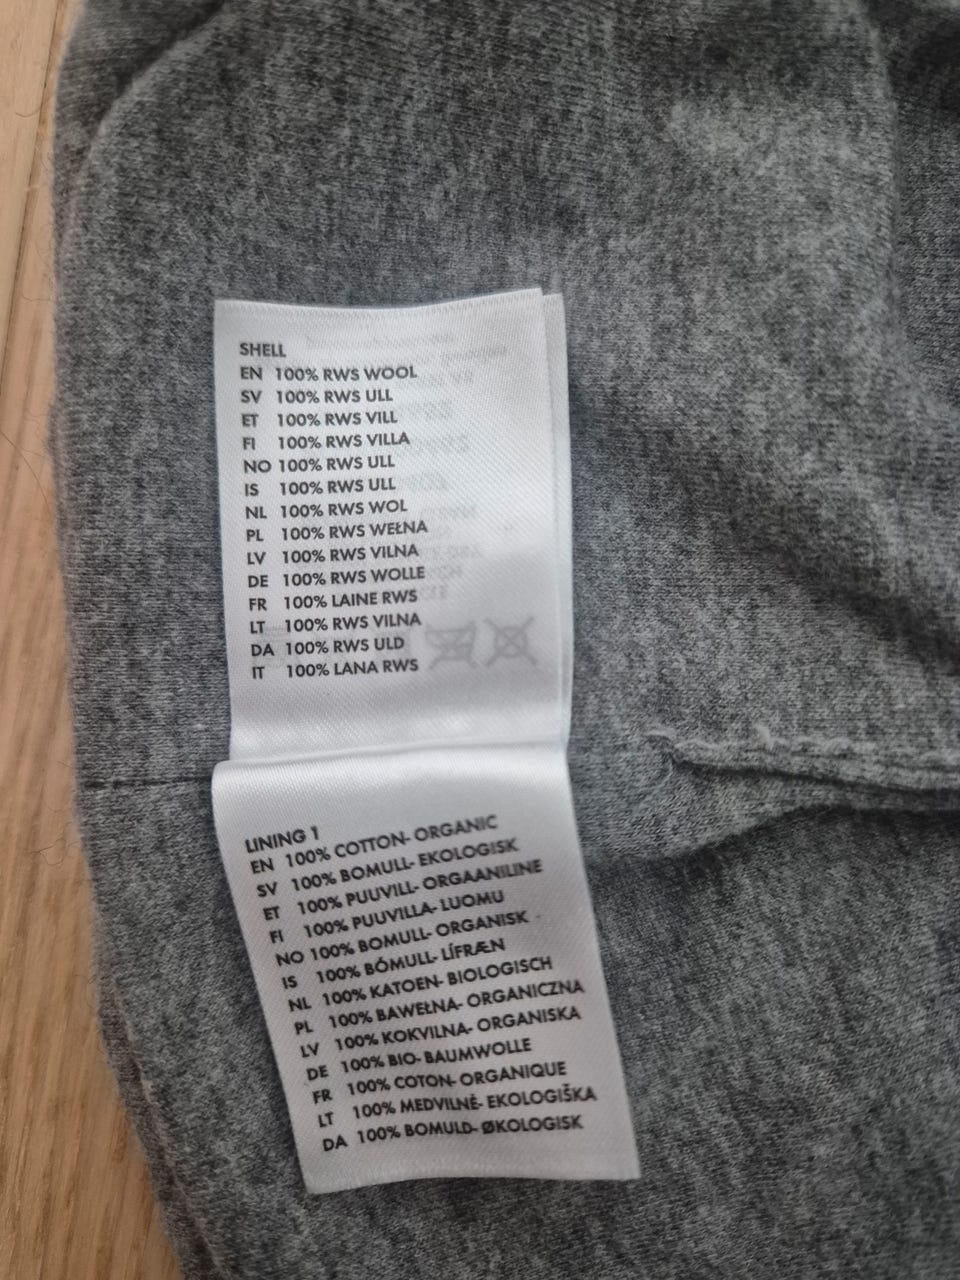 SHELL
EN 100% RWS WOOL
SV 100% RWS ULL
ET 100% RWS VILL
FI 100% RWS VILLA
NO 100% RWS ULL
IS 100% RWS ULL
NL 100% RWS WOL
PL 100% RWS WEŁNA
LV 100% RWS VILNA
DE 100% RWS WOLLE
FR 100% LAINE RWS
LT 100% RWS VILNA
DA 100% RWS ULD
IT 100% LANA RWS
LINING 1
EN 100% COTTON- ORGANIC
SV 100% BOMULL- EKOLOGISK
ET 100% PUUVILL- ORGAANILINE
FI 100% PUUVILLA- LUOMU
NO 100% BOMULL- ORGANISK
IS 100% BÓMULL- LÍFRÆN
NL 100% KATOEN- BIOLOGISCH
PL 100% BAWEŁNA- ORGANICZNA
LV 100% KOKVILNA- ORGANISKA
DE 100% BIO- BAUMWOLLE
FR 100% COTON- ORGANIQUE
LT 100% MEDVILNĖ- EKOLOGIŠKA
DA 100% BOMULD- ØKOLOGISK